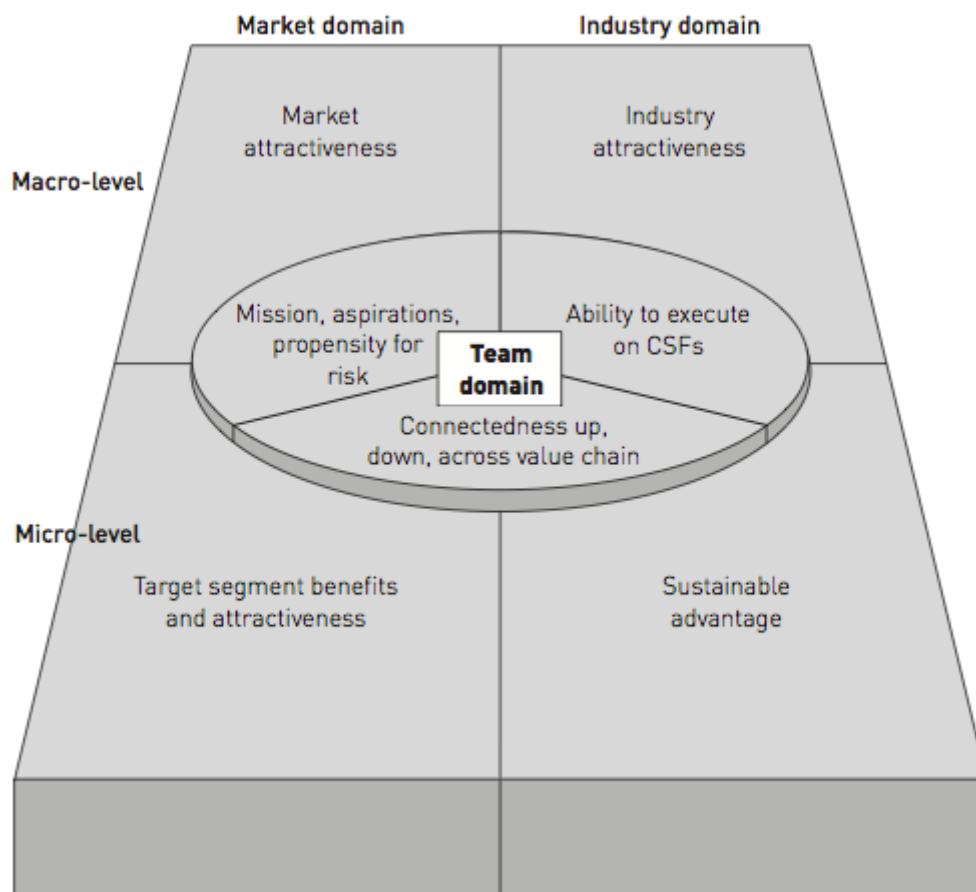 Market domain
Industry domain
Market
attractiveness
Industry
attractiveness
Macro-level
Mission, aspirations,
propensity for
risk
Ability to execute
on CSFs
Team
domain
Connectedness up,
down, across value chain
Micro-level
Target segment benefits
and attractiveness
Sustainable
advantage